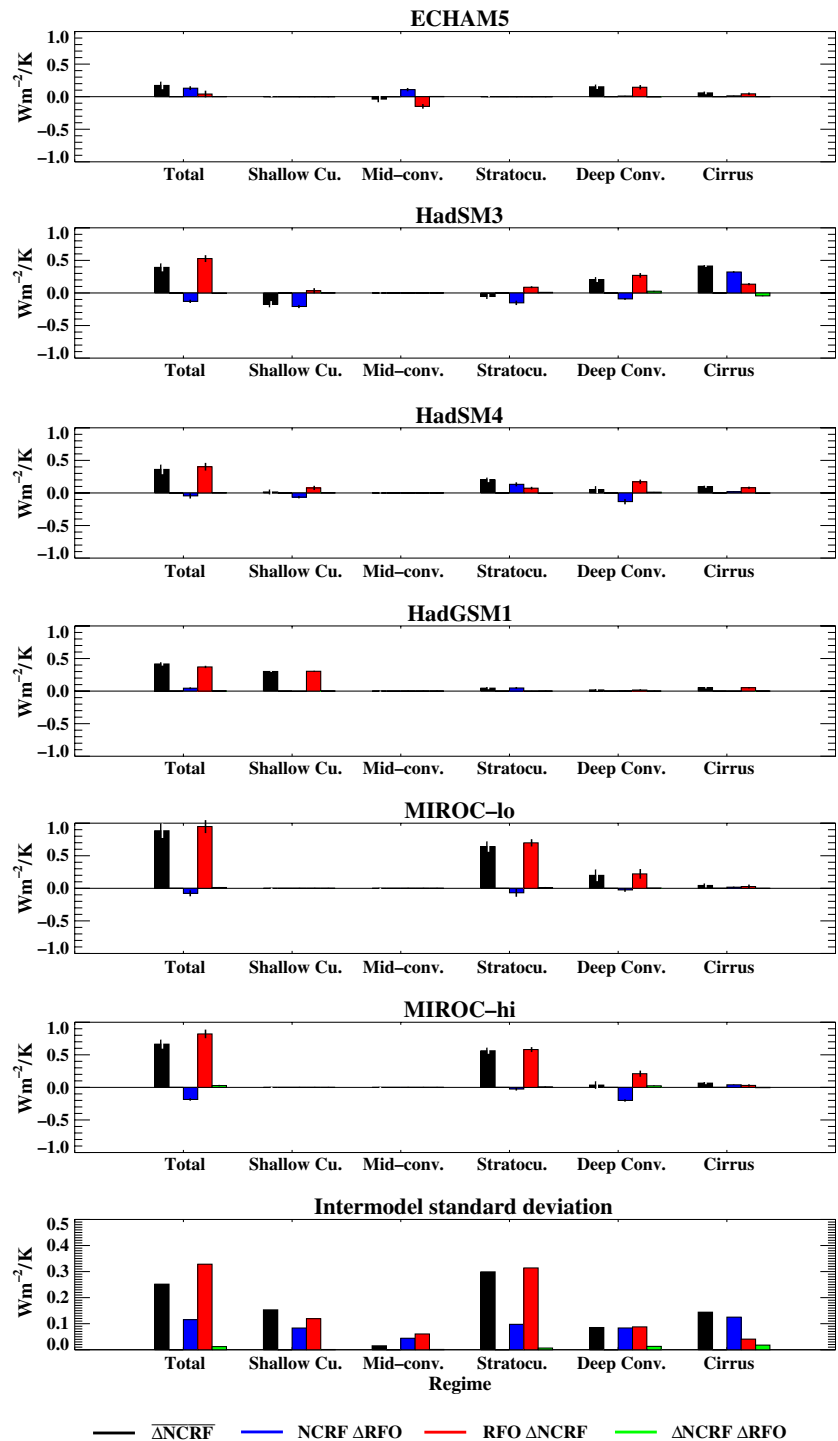 ECHAM5
1.0
0.5
0.0
−0.5
−1.0
Wm−2/K
Total Shallow Cu. Mid−conv. Stratocu. Deep Conv. Cirrus
HadSM3
1.0
0.5
0.0
−0.5
−1.0
Wm−2/K
Total Shallow Cu. Mid−conv. Stratocu. Deep Conv. Cirrus
HadSM4
1.0
0.5
0.0
−0.5
−1.0
Wm−2/K
Total Shallow Cu. Mid−conv. Stratocu. Deep Conv. Cirrus
HadGSM1
1.0
0.5
0.0
−0.5
−1.0
Wm−2/K
Total Shallow Cu. Mid−conv. Stratocu. Deep Conv. Cirrus
MIROC−lo
1.0
0.5
0.0
−0.5
−1.0
Wm−2/K
Total Shallow Cu. Mid−conv. Stratocu. Deep Conv. Cirrus
MIROC−hi
1.0
0.5
0.0
−0.5
−1.0
Wm−2/K
Total Shallow Cu. Mid−conv. Stratocu. Deep Conv. Cirrus
Intermodel standard deviation
0.5
0.4
0.3
0.2
0.1
0.0
Wm−2/K
Total Shallow Cu. Mid−conv. Stratocu. Deep Conv. Cirrus
Regime
ΔNCRF NCRF ΔRFO RFO ΔNCRF ΔNCRF ΔRFO